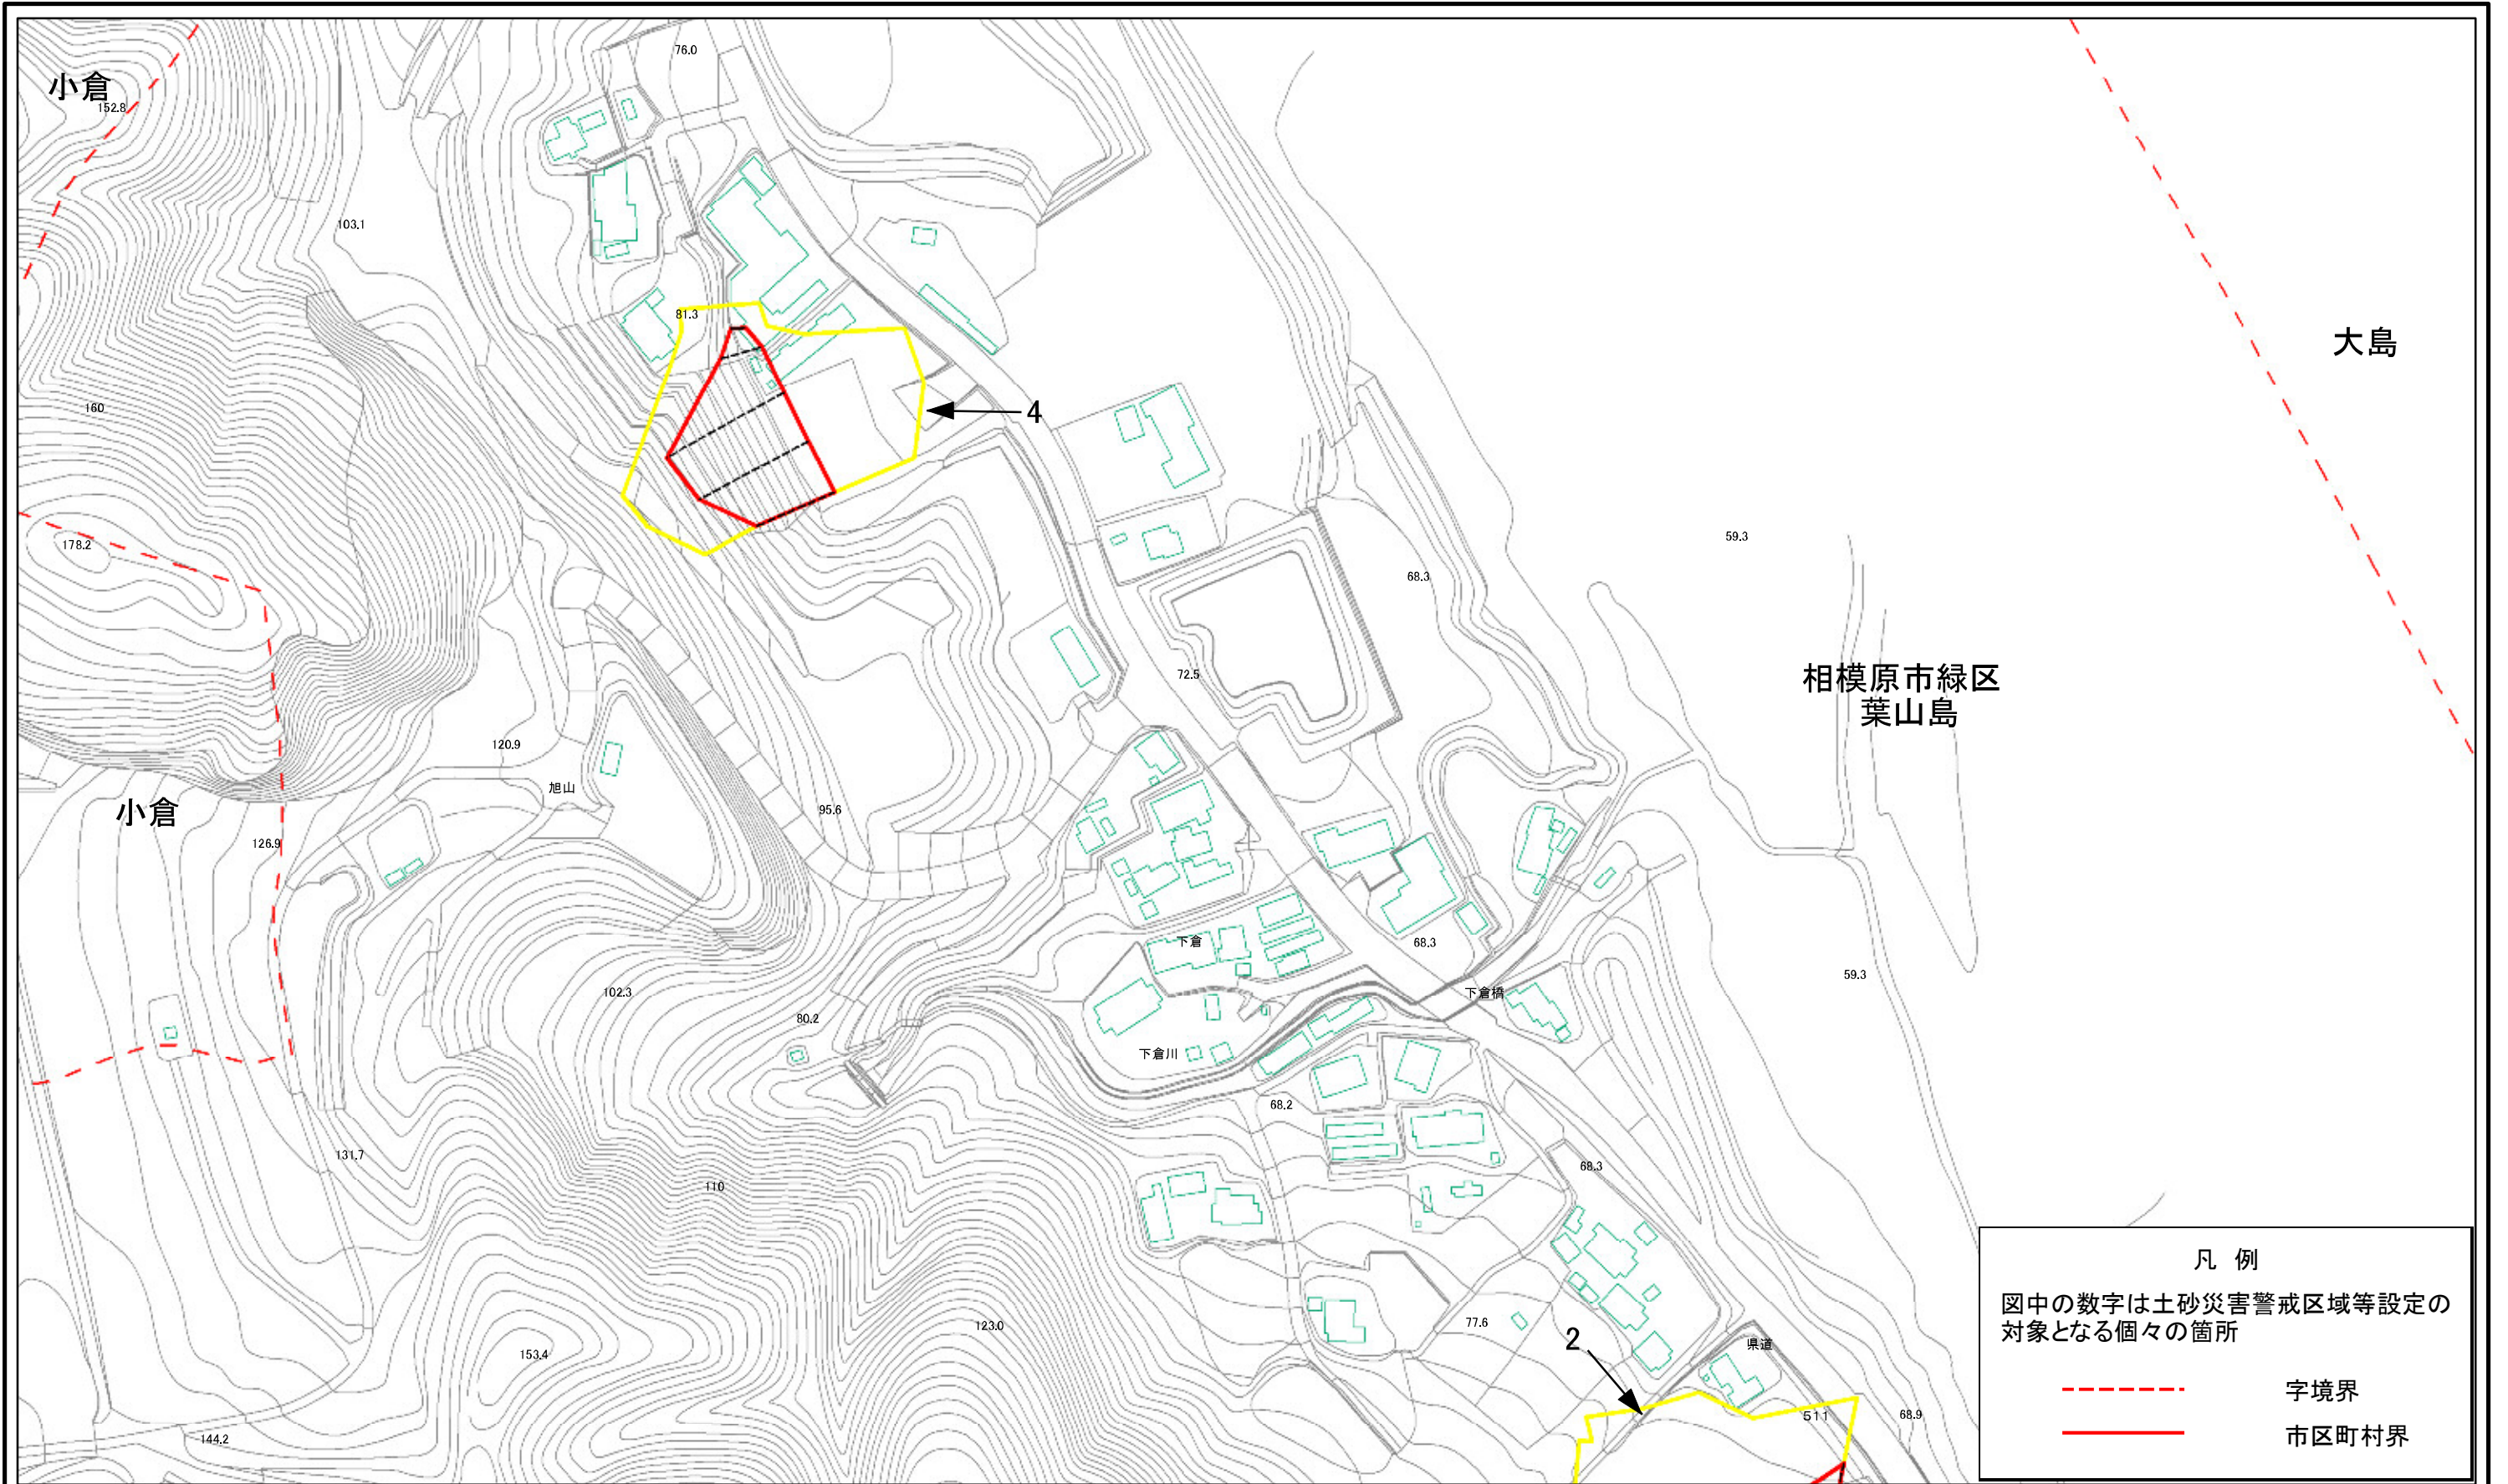 76.0
小倉
152.8
103.1
81.3
大島
160
4
178.2
59.3
68.3
72.5
相模原市緑区
葉山島
120.9
旭山
95.6
小倉
126.9
下倉
68.3
59.3
102.3
下倉橋
80.2
下倉川
68.2
131.7
68.3
110
123.0
77.6
2
県道
153.4
511
68.9
144.2
凡 例
図中の数字は土砂災害警戒区域等設定の
対象となる個々の箇所
字境界
市区町村界